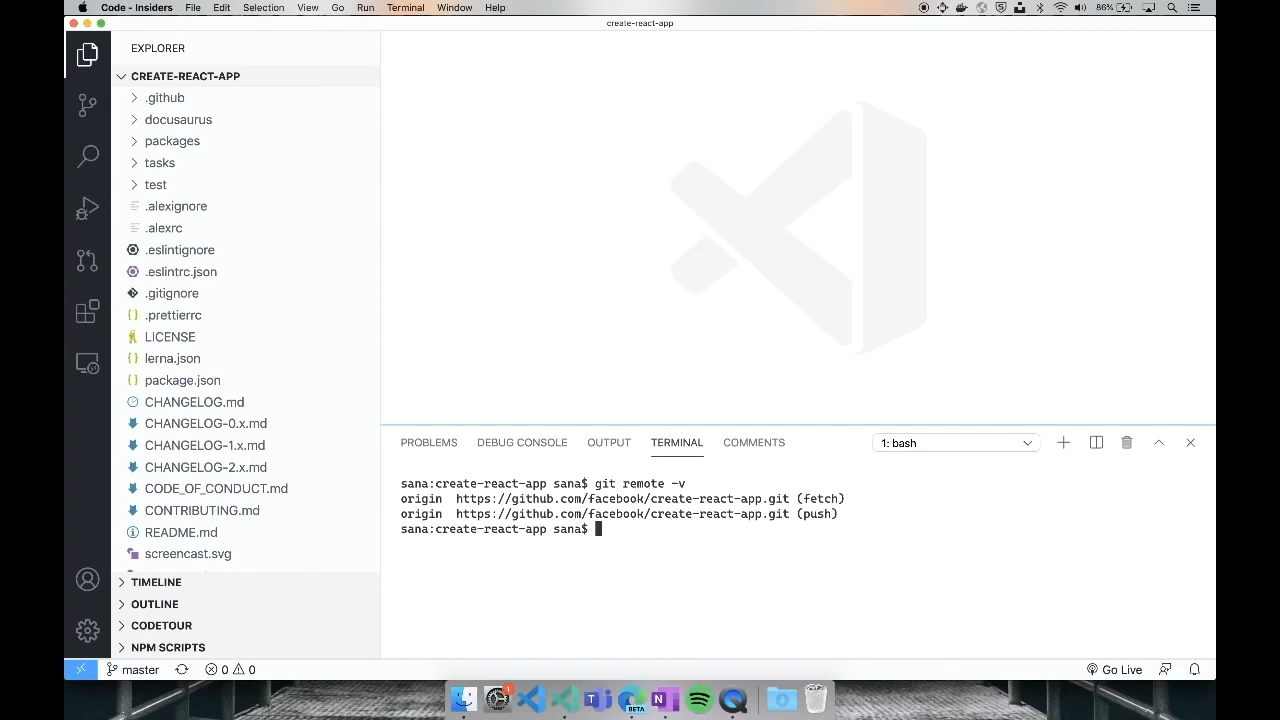 Code - Insiders File Edit Selection View Go Run Terminal Window Help 86%
create-react-app
EXPLORER
CREATE-REACT-APP
.github
docusaurus
packages
tasks
test
.alexignore
.alexrc
.eslintignore
.eslintrc.json
.gitignore
.prettierrc
LICENSE
lerna.json
package.json
CHANGELOG.md
CHANGELOG-0.x.md
CHANGELOG-1.x.md
CHANGELOG-2.x.md
CODE_OF_CONDUCT.md
CONTRIBUTING.md
README.md
screencast.svg
TIMELINE
OUTLINE
CODETOUR
NPM SCRIPTS
PROBLEMS DEBUG CONSOLE OUTPUT TERMINAL COMMENTS 1: bash
sana:create-react-app sana$ git remote -v
origin https://github.com/facebook/create-react-app.git (fetch)
origin https://github.com/facebook/create-react-app.git (push)
sana:create-react-app sana$
master 0 0 Go Live
1
BETA